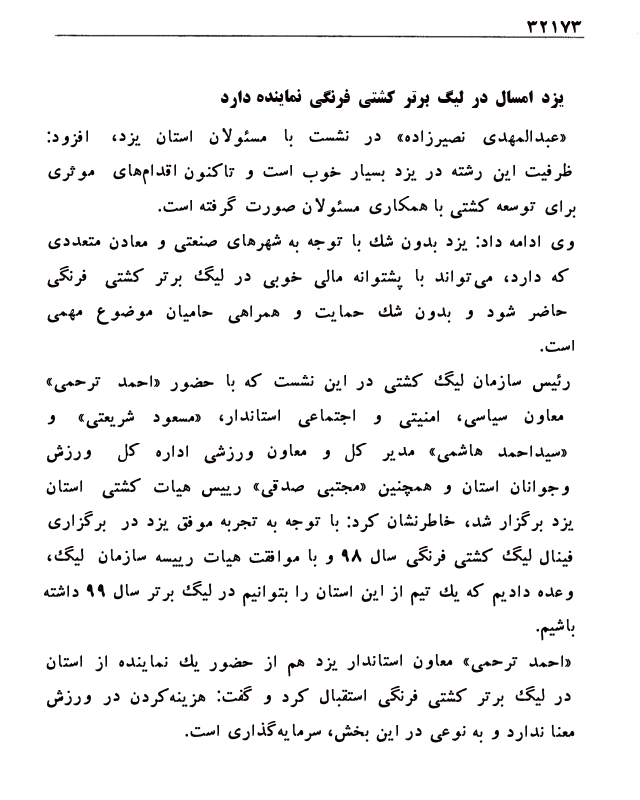 ۳۲۱۷۳
یزد امسال در لیگ برتر کشتی فرنگی نماینده دارد
«عبدالمهدی نصیرزاده» در نشست با مسئولان استان یزد، افزود:
ظرفیت این رشته در یزد بسیار خوب است و تاکنون اقدام‌های موثری
برای توسعه کشتی با همکاری مسئولان صورت گرفته است.
وی ادامه داد: یزد بدون شك با توجه به شهرهای صنعتی و معادن متعددی
که دارد، می‌تواند با پشتوانه مالی خوبی در لیگ برتر کشتی فرنگی
حاضر شود و بدون شك حمایت و همراهی حامیان موضوع مهمی
است.
رئیس سازمان لیگ کشتی در این نشست که با حضور «احمد ترحمی»
معاون سیاسی، امنیتی و اجتماعی استاندار، «مسعود شریعتی» و
«سیداحمد هاشمی» مدیر کل و معاون ورزشی اداره کل ورزش
وجوانان استان و همچنین «مجتبی صدقی» رییس هیات کشتی استان
یزد برگزار شد، خاطرنشان کرد: با توجه به تجربه موفق یزد در برگزاری
فینال لیگ کشتی فرنگی سال ۹۸ و با موافقت هیات رییسه سازمان لیگ،
وعده دادیم که یك تیم از این استان را بتوانیم در لیگ برتر سال ۹۹ داشته
باشیم.
«احمد ترحمی» معاون استاندار یزد هم از حضور یك نماینده از استان
در لیگ برتر کشتی فرنگی استقبال کرد و گفت: هزینه‌کردن در ورزش
معنا ندارد و به نوعی در این بخش، سرمایه‌گذاری است.